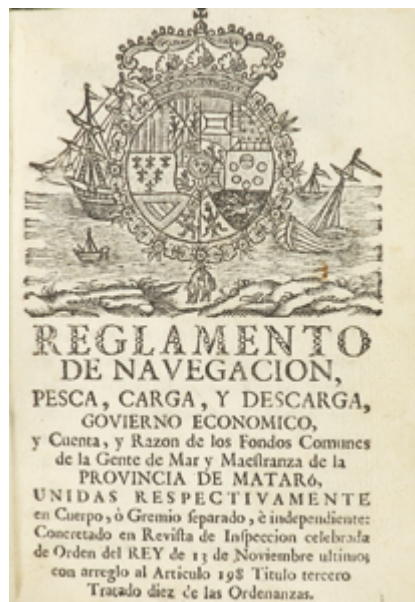 REGLAMENTO
DE NAVEGACION,
PESCA, CARGA, Y DESCARGA,
GOVIERNO ECONOMICO,
y Cuenta, y Razon de los Fondos Comunes
de la Gente de Mar y Maeſtranza de la
PROVINCIA DE MATARó,
UNIDAS RESPECTIVAMENTE
en Cuerpo, ò Gremio ſeparado, è independiente:
Concretado en Reviſta de Inſpeccion celebrada
de Orden del REY de 13 de Noviembre ultimo;
con arreglo al Articulo 198 Titulo tercero
Tratado diez de las Ordenanzas.